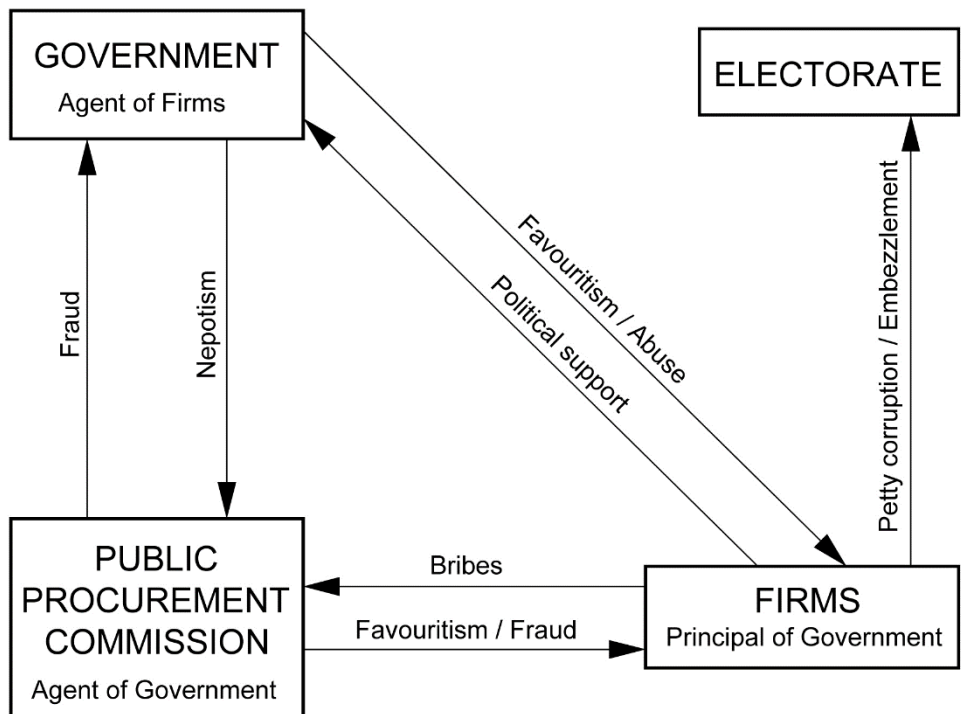 GOVERNMENT
Agent of Firms
ELECTORATE
Fraud
Nepotism
Favouritism / Abuse
Political support
Petty corruption / Embezzlement
PUBLIC
PROCUREMENT
COMMISSION
Agent of Government
Bribes
Favouritism / Fraud
FIRMS
Principal of Government